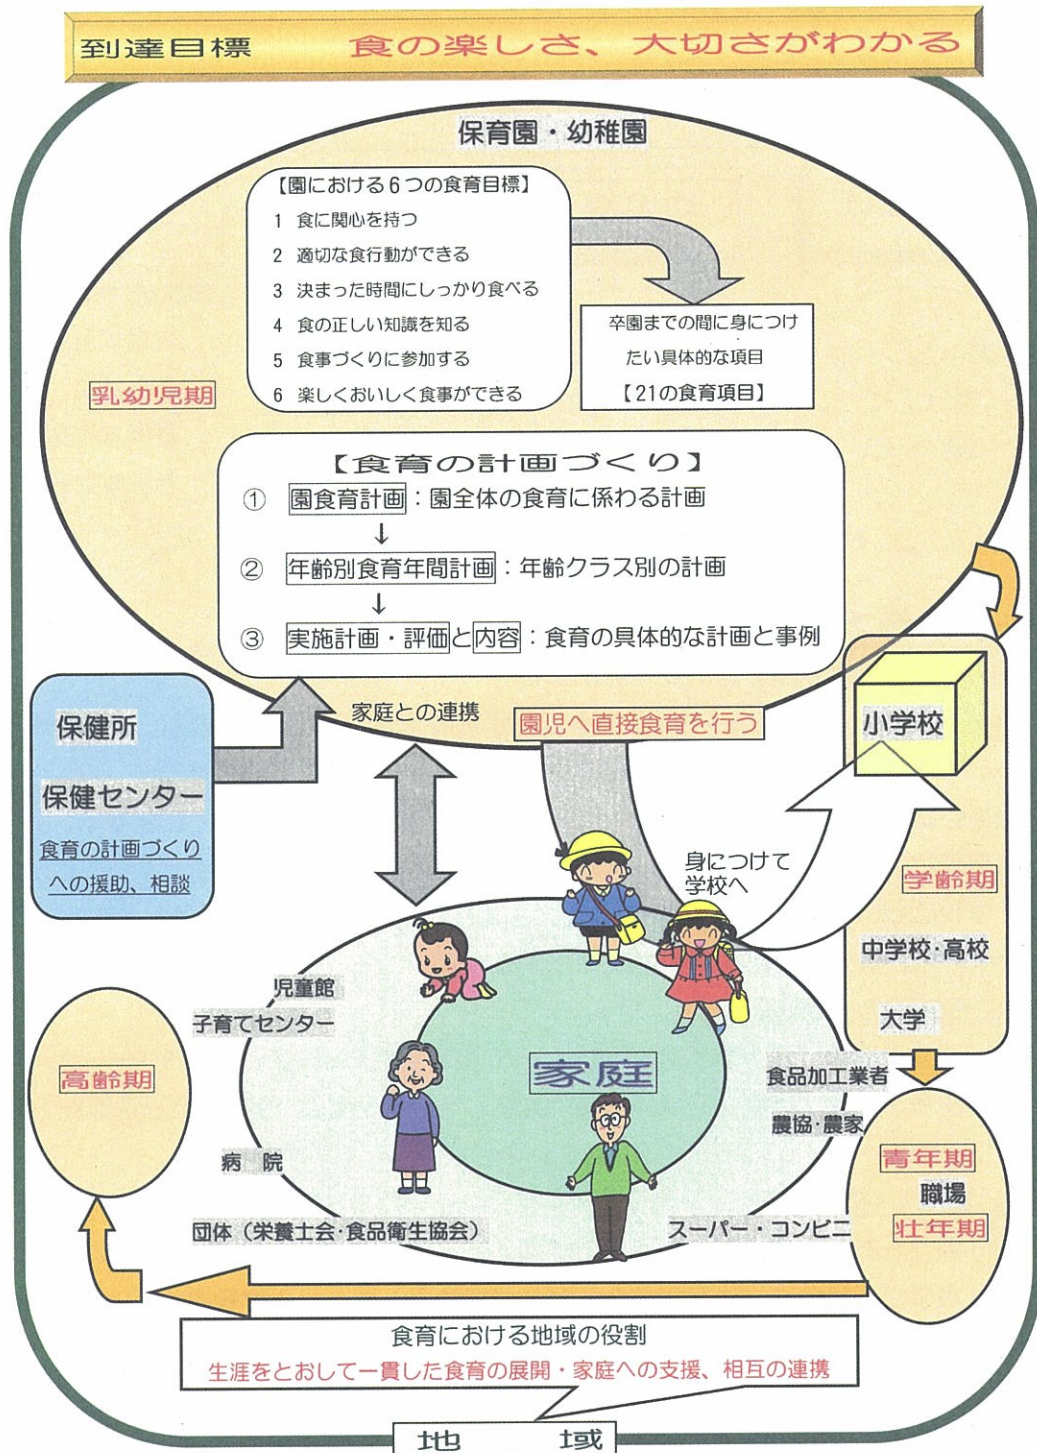 到達目標 食の楽しさ、大切さがわかる
保育園・幼稚園
【園における6つの食育目標】
1 食に関心を持つ
2 適切な食行動ができる
3 決まった時間にしっかり食べる
4 食の正しい知識を知る
5 食事づくりに参加する
6 楽しくおいしく食事ができる
卒園までの間に身につけ
たい具体的な項目
【21の食育項目】
乳幼児期
【食育の計画づくり】
① 園食育計画：園全体の食育に係わる計画
↓
② 年齢別食育年間計画：年齢クラス別の計画
↓
③ 実施計画・評価と内容：食育の具体的な計画と事例
保健所
保健センター
食育の計画づくり
への援助、相談
家庭との連携
園児へ直接食育を行う
小学校
身につけて
学校へ
学齢期
中学校・高校
大学
児童館
子育てセンター
家庭
食品加工業者
農協・農家
高齢期
病 院
青年期
職場
壮年期
団体（栄養士会・食品衛生協会）
スーパー・コンビニ
食育における地域の役割
生涯をとおして一貫した食育の展開・家庭への支援、相互の連携
地 域